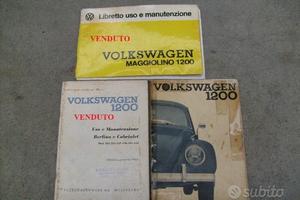 Libretto uso e manutenzione
VENDUTO
VOLKSWAGEN
MAGGIOLINO 1200
VOLKSWAGEN
1200
VENDUTO
Uso e Manutenzione
Berlina e Cabriolet
VOLKSWAGEN
1200
subito